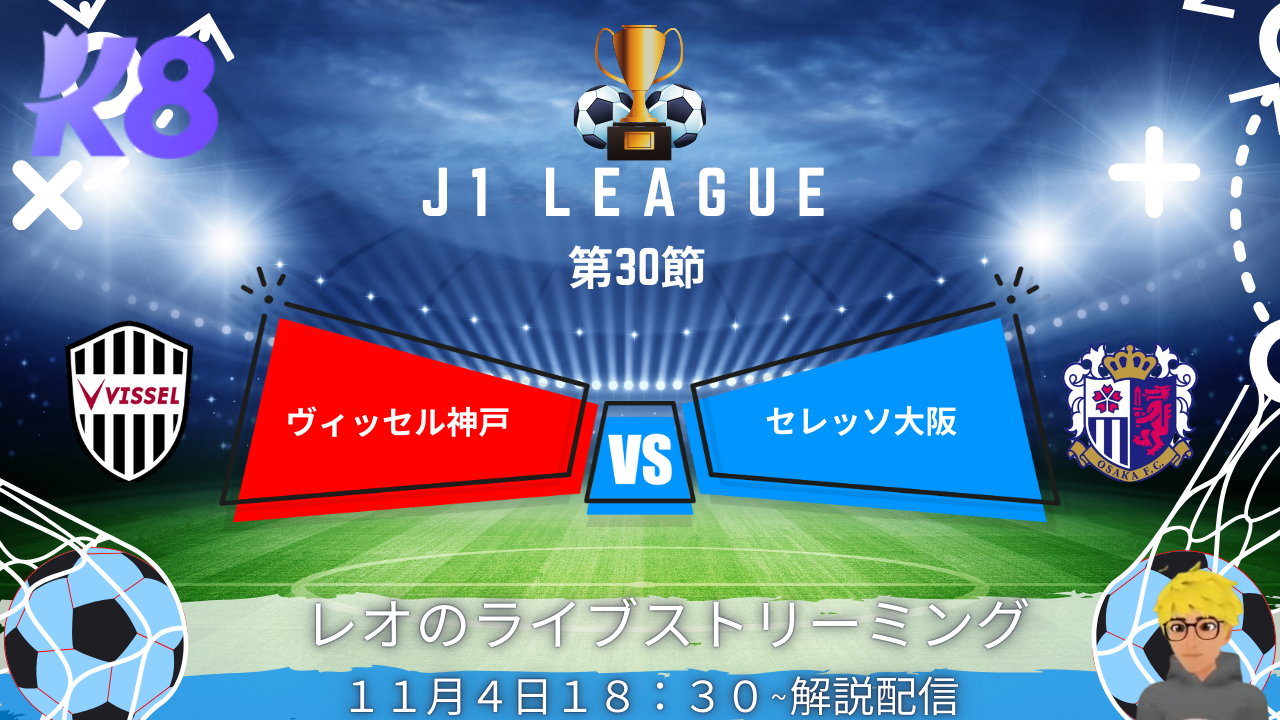 K8
J1 LEAGUE
第30節
VISSEL
ヴィッセル神戸
VS
セレッソ大阪
OSAKA F.C.
レオのライブストリーミング
１１月４日１８：３０~解説配信